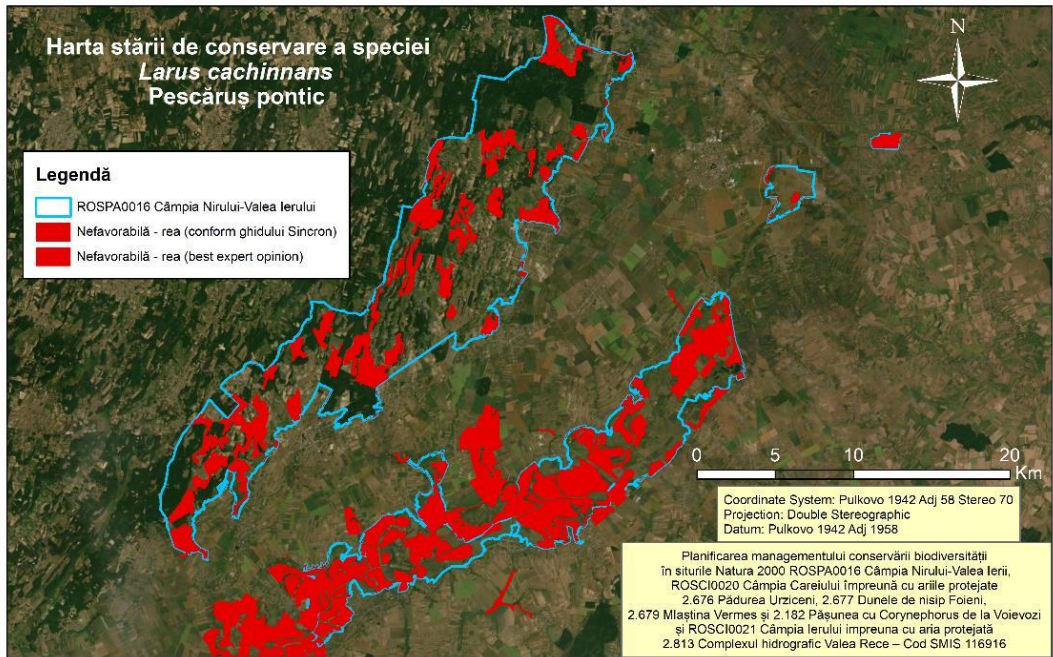 Harta stării de conservare a speciei
Larus cachinnans
Pescăruș pontic
N
Legendă
ROSPA0016 Câmpia Nirului-Valea Ierului
Nefavorabilă - rea (conform ghidului Sincron)
Nefavorabilă - rea (best expert opinion)
0 5 10 20
Km
Coordinate System: Pulkovo 1942 Adj 58 Stereo 70
Projection: Double Stereographic
Datum: Pulkovo 1942 Adj 1958
Planificarea managementului conservării biodiversității
în siturile Natura 2000 ROSPA0016 Câmpia Nirului-Valea Ierii,
ROSCI0020 Câmpia Careiului împreună cu ariile protejate
2.676 Pădurea Urziceni, 2.677 Dunele de nisip Foieni,
2.679 Mlaștina Vermes și 2.182 Pășunea cu Corynephorus de la Voievozi
și ROSCI0021 Câmpia Ierului impreuna cu aria protejată
2.813 Complexul hidrografic Valea Rece – Cod SMIS 116916